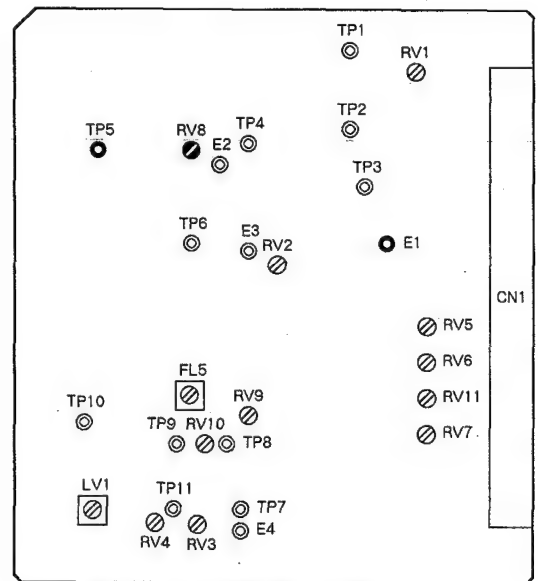 TP1
RV1
TP5
RV8
E2
TP4
TP2
TP3
TP6
E3
RV2
E1
CN1
RV5
RV6
RV11
RV7
FL5
TP10
RV9
TP9
RV10
TP8
LV1
TP11
TP7
RV4
RV3
E4